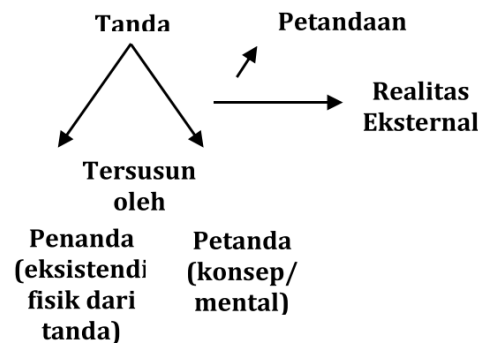 Tanda
Petandaan
Realitas
Eksternal
Tersusun
oleh
Penanda
(eksistendi
fisik dari
tanda)
Petanda
(konsep/
mental)